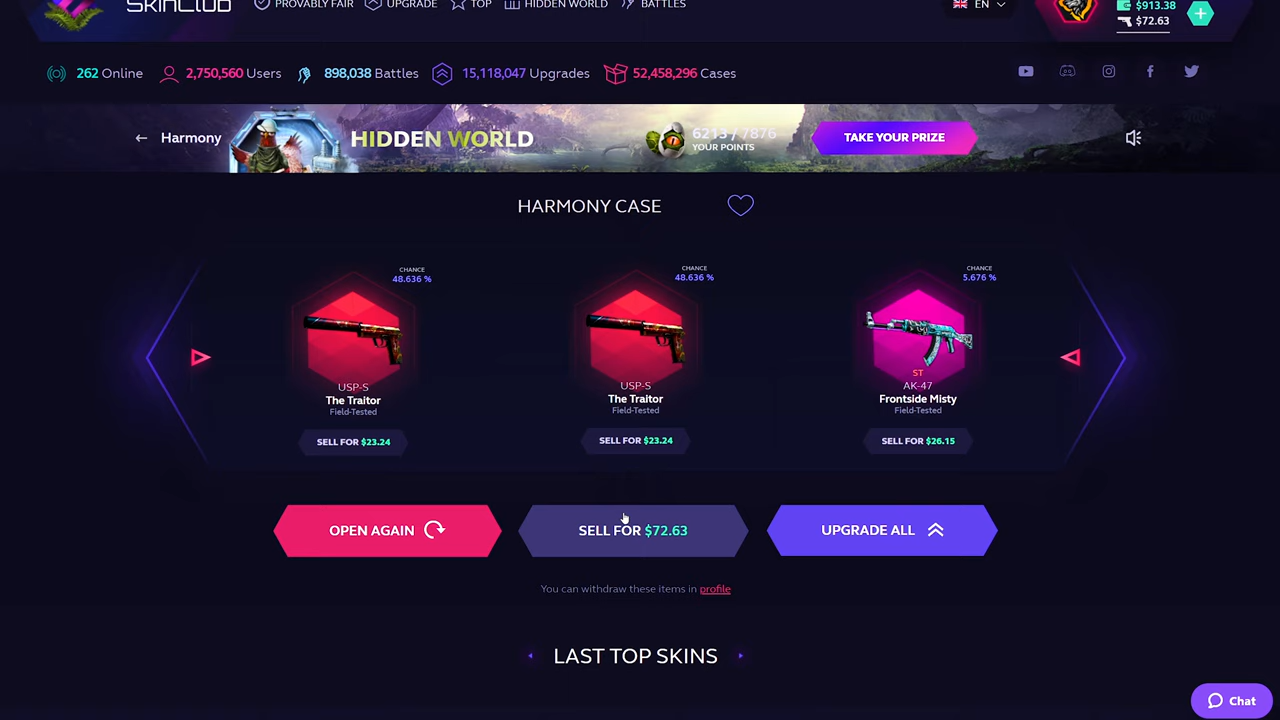 SKINCLUB
PROVABLY FAIR
UPGRADE
TOP
HIDDEN WORLD
BATTLES
EN
$913.38
$72.63
262 Online
2,750,560 Users
898,038 Battles
15,118,047 Upgrades
52,458,296 Cases
Harmony
HIDDEN WORLD
6213 / 7876
YOUR POINTS
TAKE YOUR PRIZE
HARMONY CASE
CHANCE
48.636 %
USP-S
The Traitor
Field-Tested
SELL FOR $23.24
CHANCE
48.636 %
USP-S
The Traitor
Field-Tested
SELL FOR $23.24
CHANCE
5.676 %
ST
AK-47
Frontside Misty
Field-Tested
SELL FOR $26.15
OPEN AGAIN
SELL FOR $72.63
UPGRADE ALL
You can withdraw these items in profile
LAST TOP SKINS
Chat